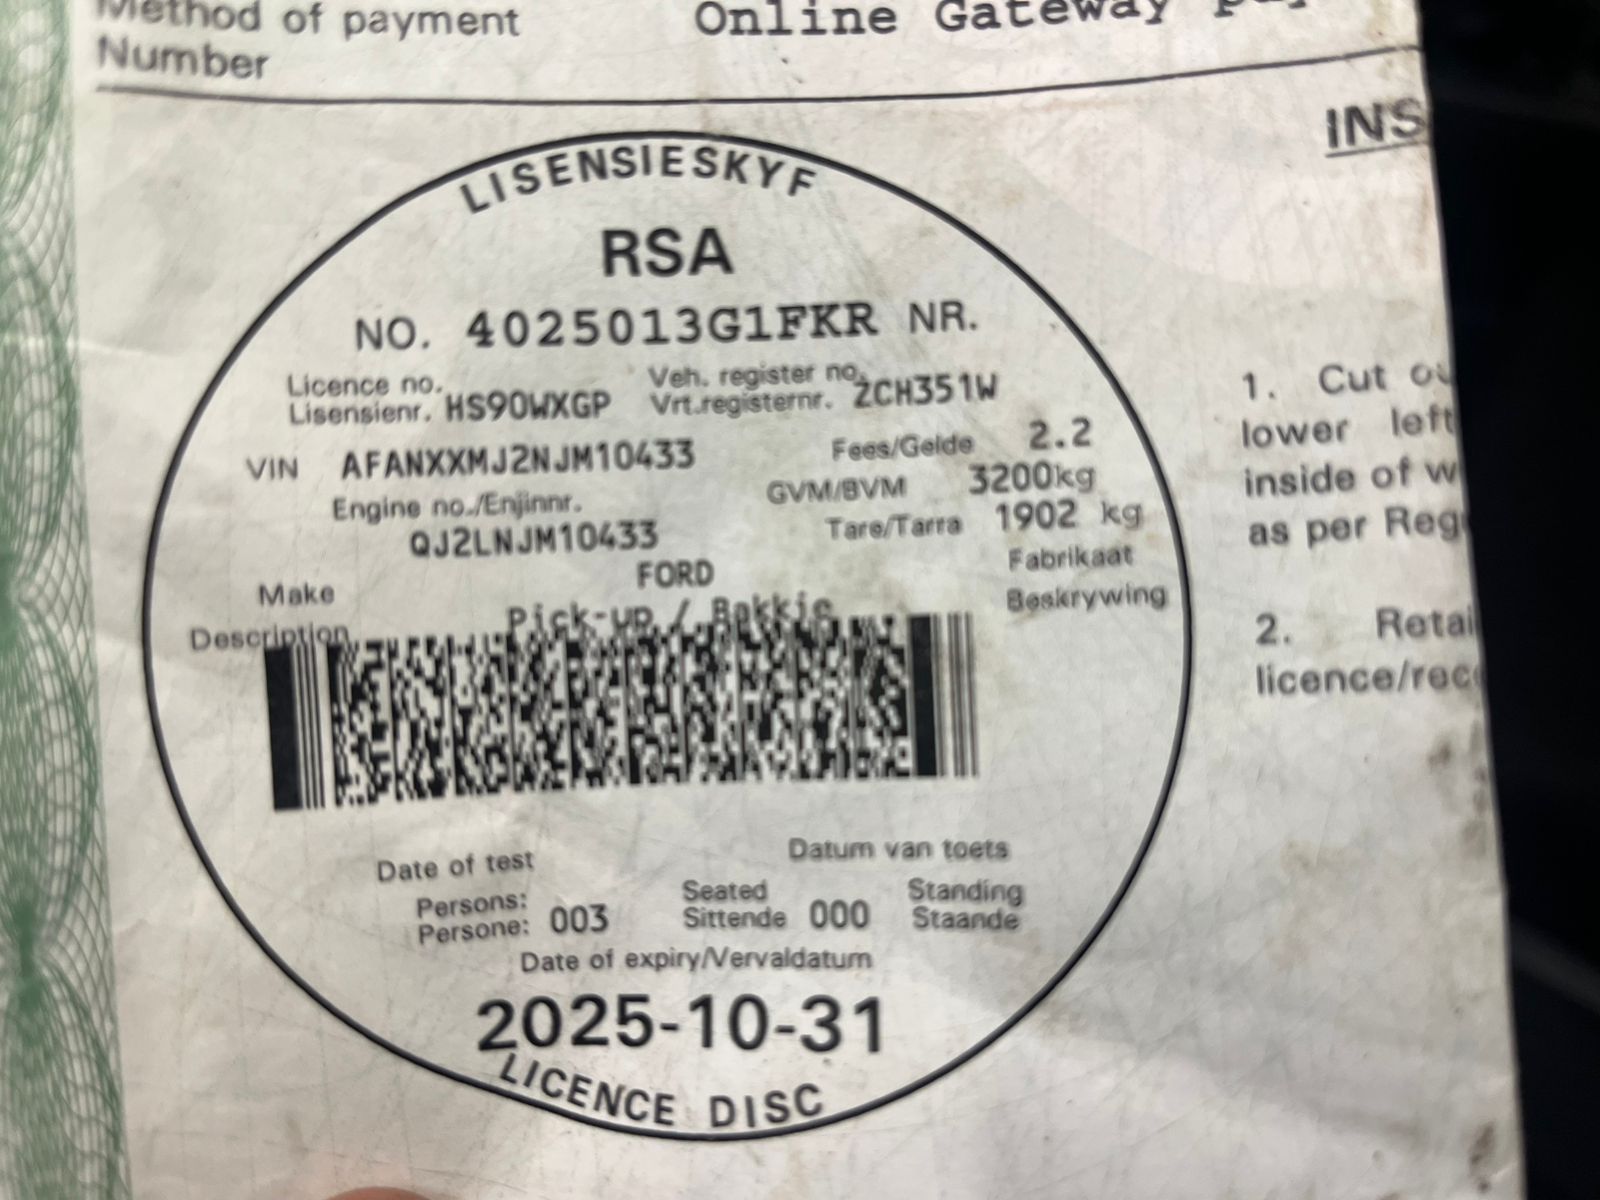 Method of payment Online Gateway
Number
INS
LISENSIESKYF
RSA
NO. 4025013G1FKR NR.
Licence no. Veh. register no.
Lisensienr. HS90WXGP Vrt.registernr. ZCH351W
VIN AFANXXMJ2NJM10433 Fees/Gelde 2.2
Engine no./Enjinnr. GVM/BVM 3200kg
QJ2LNJM10433 Tare/Tarra 1902 kg
Make FORD Fabrikaat
Description Pick-up / Bakkie Beskrywing
Date of test Datum van toets
Persons: Seated Standing
Persone: 003 Sittende 000 Staande
Date of expiry/Vervaldatum
2025-10-31
LICENCE DISC
1. Cut
lower left
inside of w
as per Reg
2. Retai
licence/rec